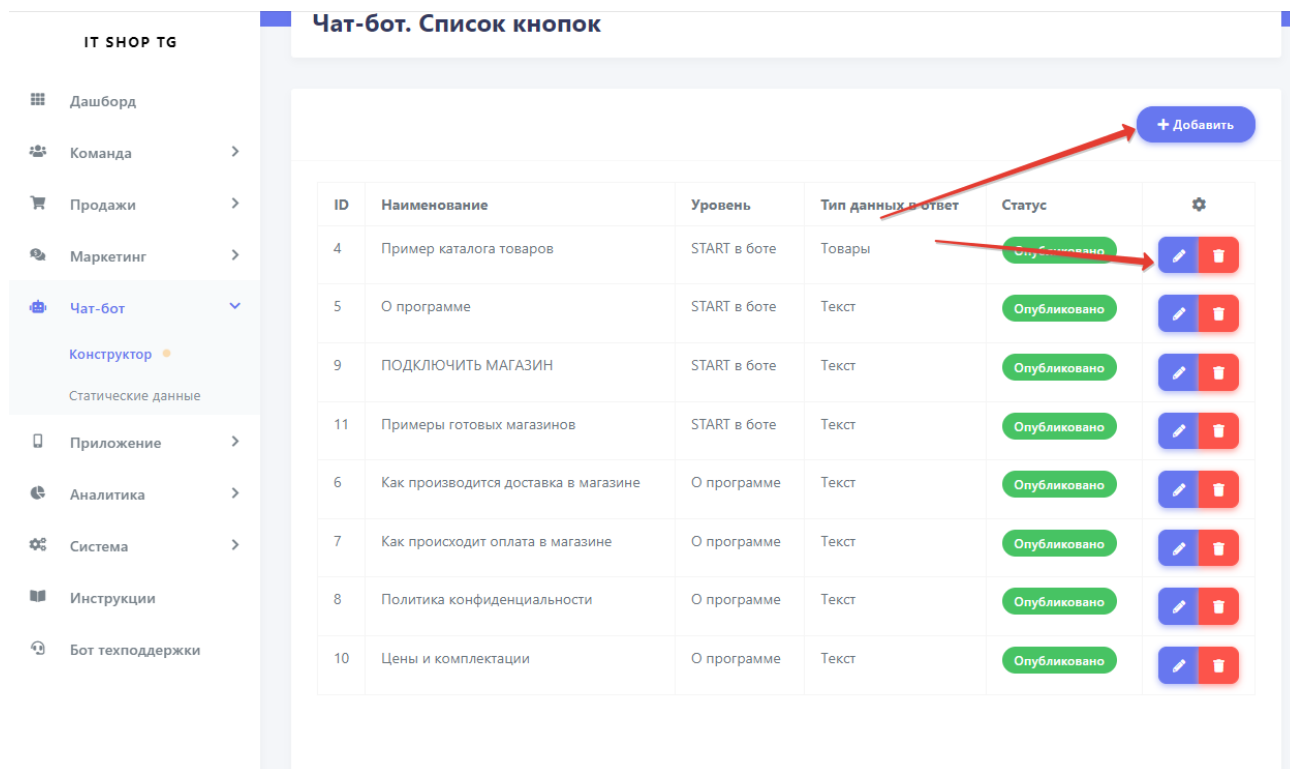 Чат-бот. Список кнопок
IT SHOP TG
Дашборд
Команда
Продажи
Маркетинг
Чат-бот
Конструктор
Статические данные
Приложение
Аналитика
Система
Инструкции
Бот техподдержки
+ Добавить
ID Наименование Уровень Тип данных в ответ Статус
4 Пример каталога товаров START в боте Товары Опубликовано
5 О программе START в боте Текст Опубликовано
9 ПОДКЛЮЧИТЬ МАГАЗИН START в боте Текст Опубликовано
11 Примеры готовых магазинов START в боте Текст Опубликовано
6 Как производится доставка в магазине О программе Текст Опубликовано
7 Как происходит оплата в магазине О программе Текст Опубликовано
8 Политика конфиденциальности О программе Текст Опубликовано
10 Цены и комплектации О программе Текст Опубликовано